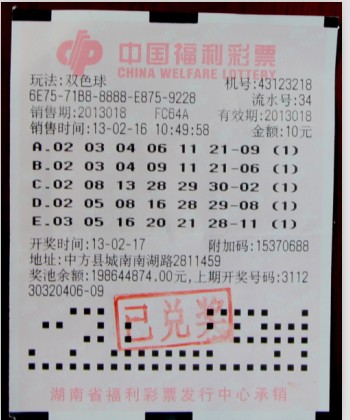 中国福利彩票
CHINA WELFARE LOTTERY
玩法:双色球 机号:43123218
6E75-71B8-8888-E875-9228 流水号:34
销售期:2013018 FC64A 有效期:2013018
销售时间:13-02-16 10:49:58 金额:10元
A.02 03 04 06 11 21-09 (1)
B.02 03 04 09 11 21-06 (1)
C.02 08 13 28 29 30-02 (1)
D.02 05 08 16 28 29-08 (1)
E.03 05 16 20 21 28-11 (1)
开奖时间:13-02-17 附加码:15370688
地址:中方县城南南湖路2811459
奖池余额:198644874.00,上期开奖号码:3112
30320406-09
已兑奖
湖南省福利彩票发行中心承销